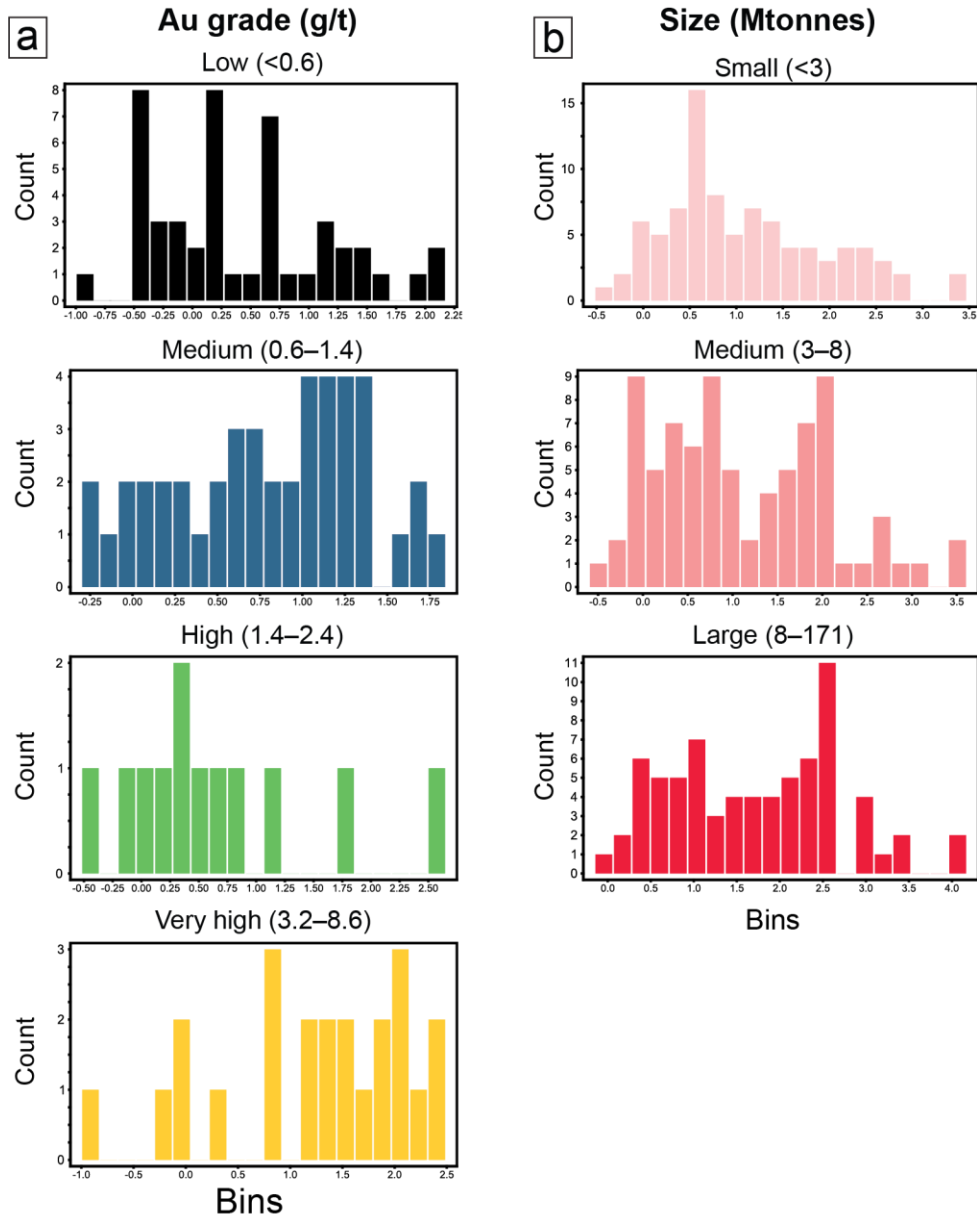 a
Au grade (g/t)
Low (<0.6)
Count
8
7
6
5
4
3
2
1
0
-1.00 -0.75 -0.50 -0.25 0.00 0.25 0.50 0.75 1.00 1.25 1.50 1.75 2.00 2.25
Medium (0.6–1.4)
Count
4
3
2
1
0
-0.25 0.00 0.25 0.50 0.75 1.00 1.25 1.50 1.75
High (1.4–2.4)
Count
2
1
0
-0.50 -0.25 0.00 0.25 0.50 0.75 1.00 1.25 1.50 1.75 2.00 2.25 2.50
Very high (3.2–8.6)
Count
3
2
1
0
-1.0 -0.5 0.0 0.5 1.0 1.5 2.0 2.5
Bins
b
Size (Mtonnes)
Small (<3)
Count
15
10
5
0
-0.5 0.0 0.5 1.0 1.5 2.0 2.5 3.0 3.5
Medium (3–8)
Count
9
8
7
6
5
4
3
2
1
0
-0.5 0.0 0.5 1.0 1.5 2.0 2.5 3.0 3.5
Large (8–171)
Count
11
10
9
8
7
6
5
4
3
2
1
0
0.0 0.5 1.0 1.5 2.0 2.5 3.0 3.5 4.0
Bins